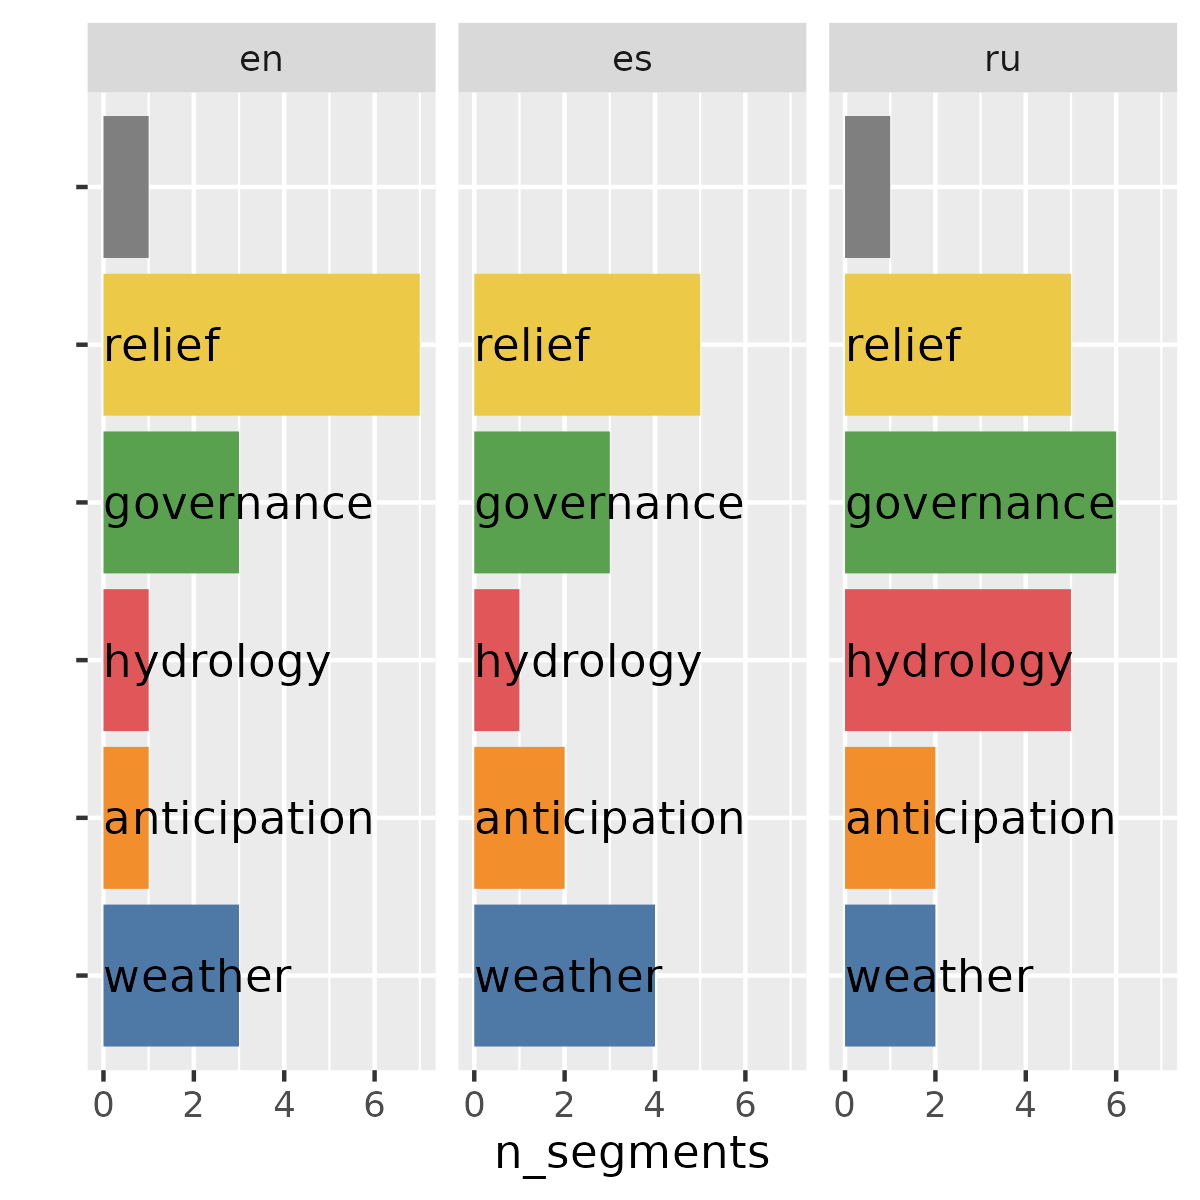 en es ru
relief relief relief
governance governance governance
hydrology hydrology hydrology
anticipation anticipation anticipation
weather weather weather
0 2 4 6 0 2 4 6 0 2 4 6
n_segments